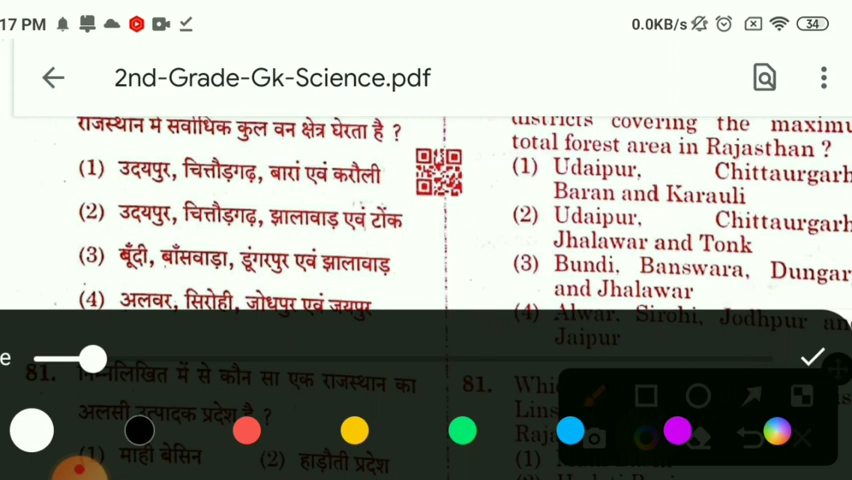 17 PM 0.0KB/s 34
2nd-Grade-Gk-Science.pdf
राजस्थान में सर्वाधिक कुल वन क्षेत्र घेरता है ?
(1) उदयपुर, चित्तौड़गढ़, बारां एवं करौली
(2) उदयपुर, चित्तौड़गढ़, झालावाड़ एवं टोंक
(3) बूँदी, बाँसवाड़ा, डूंगरपुर एवं झालावाड़
(4) अलवर, सिरोही, जोधपुर एवं जयपुर
81. निम्नलिखित में से कौन सा एक राजस्थान का
अलसी उत्पादक प्रदेश है ?
(1) माही बेसिन (2) हाड़ौती प्रदेश
districts covering the maximu
total forest area in Rajasthan ?
(1) Udaipur, Chittaurgarh
Baran and Karauli
(2) Udaipur, Chittaurgarh
Jhalawar and Tonk
(3) Bundi, Banswara, Dungar
and Jhalawar
(4) Alwar, Sirohi, Jodhpur an
Jaipur
81. Whi
Lins
Raja
(1)
e